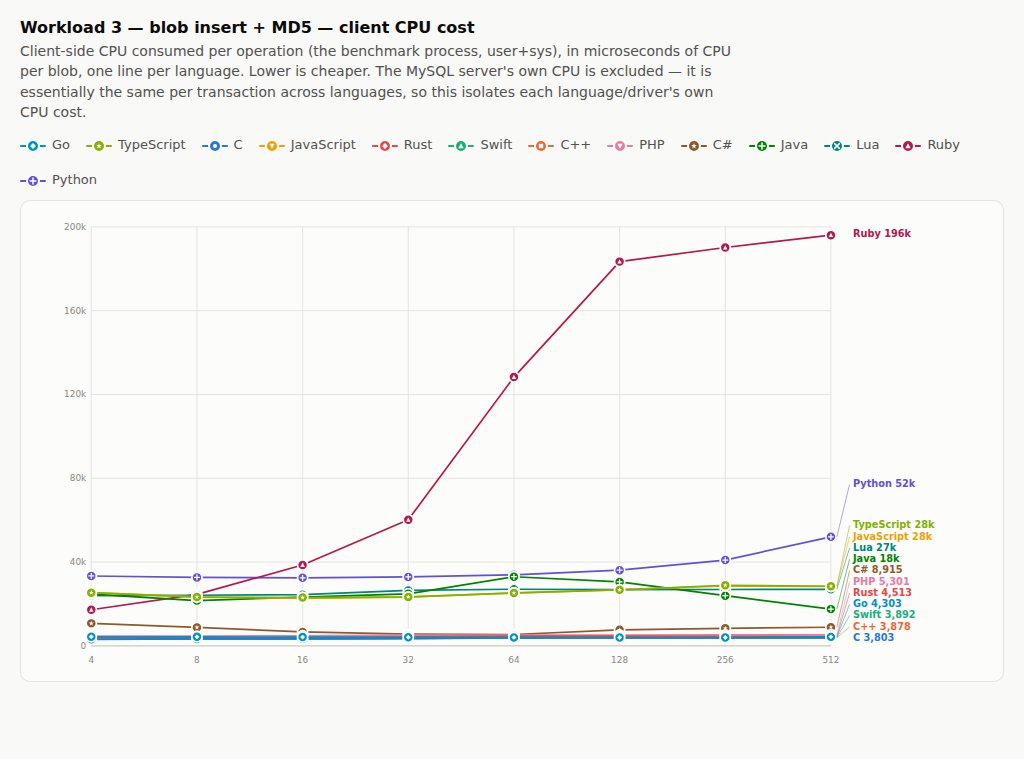 Workload 3 — blob insert + MD5 — client CPU cost
Client-side CPU consumed per operation (the benchmark process, user+sys), in microseconds of CPU
per blob, one line per language. Lower is cheaper. The MySQL server's own CPU is excluded — it is
essentially the same per transaction across languages, so this isolates each language/driver's own
CPU cost.
Go TypeScript C JavaScript Rust Swift C++ PHP C# Java Lua Ruby
Python
200k
160k
120k
80k
40k
0
4 8 16 32 64 128 256 512
Ruby 196k
Python 52k
TypeScript 28k
JavaScript 28k
Lua 27k
Java 18k
C# 8,915
PHP 5,301
Rust 4,513
Go 4,303
Swift 3,892
C++ 3,878
C 3,803